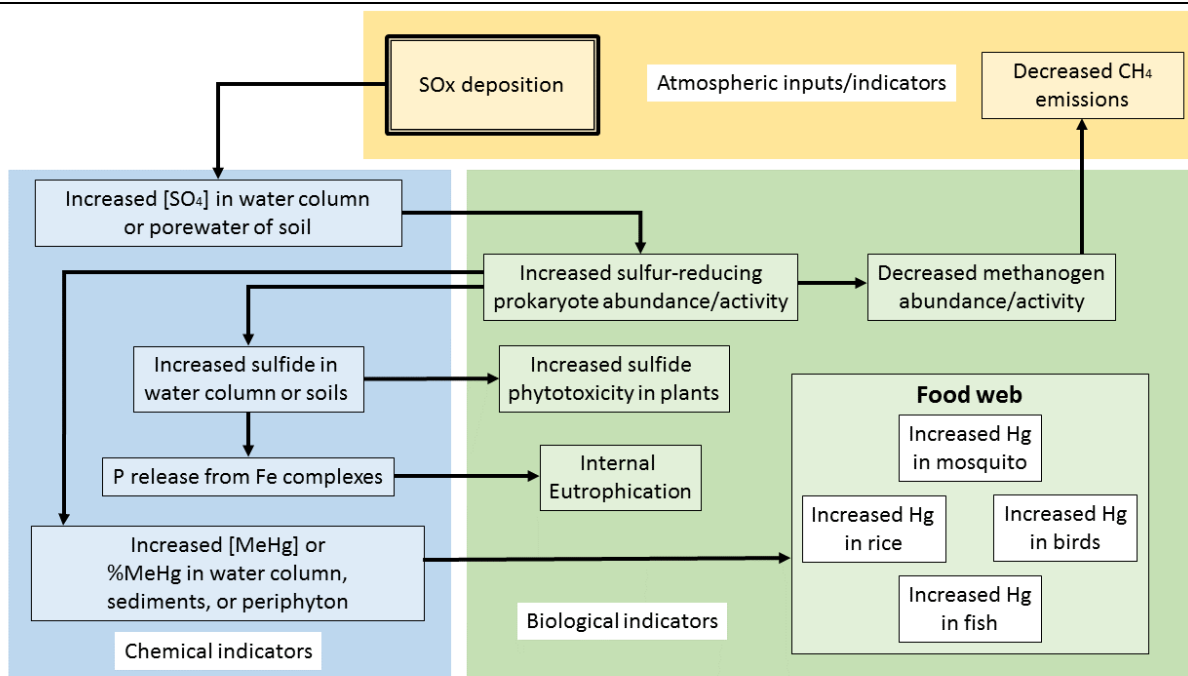 SOx deposition
Atmospheric inputs/indicators
Decreased CH₄
emissions
Increased [SO₄] in water column
or porewater of soil
Increased sulfur-reducing
prokaryote abundance/activity
Decreased methanogen
abundance/activity
Increased sulfide in
water column or soils
Increased sulfide
phytotoxicity in plants
P release from Fe complexes
Internal
Eutrophication
Increased [MeHg] or
%MeHg in water column,
sediments, or periphyton
Food web
Increased Hg
in mosquito
Increased Hg
in rice
Increased Hg
in birds
Increased Hg
in fish
Chemical indicators
Biological indicators